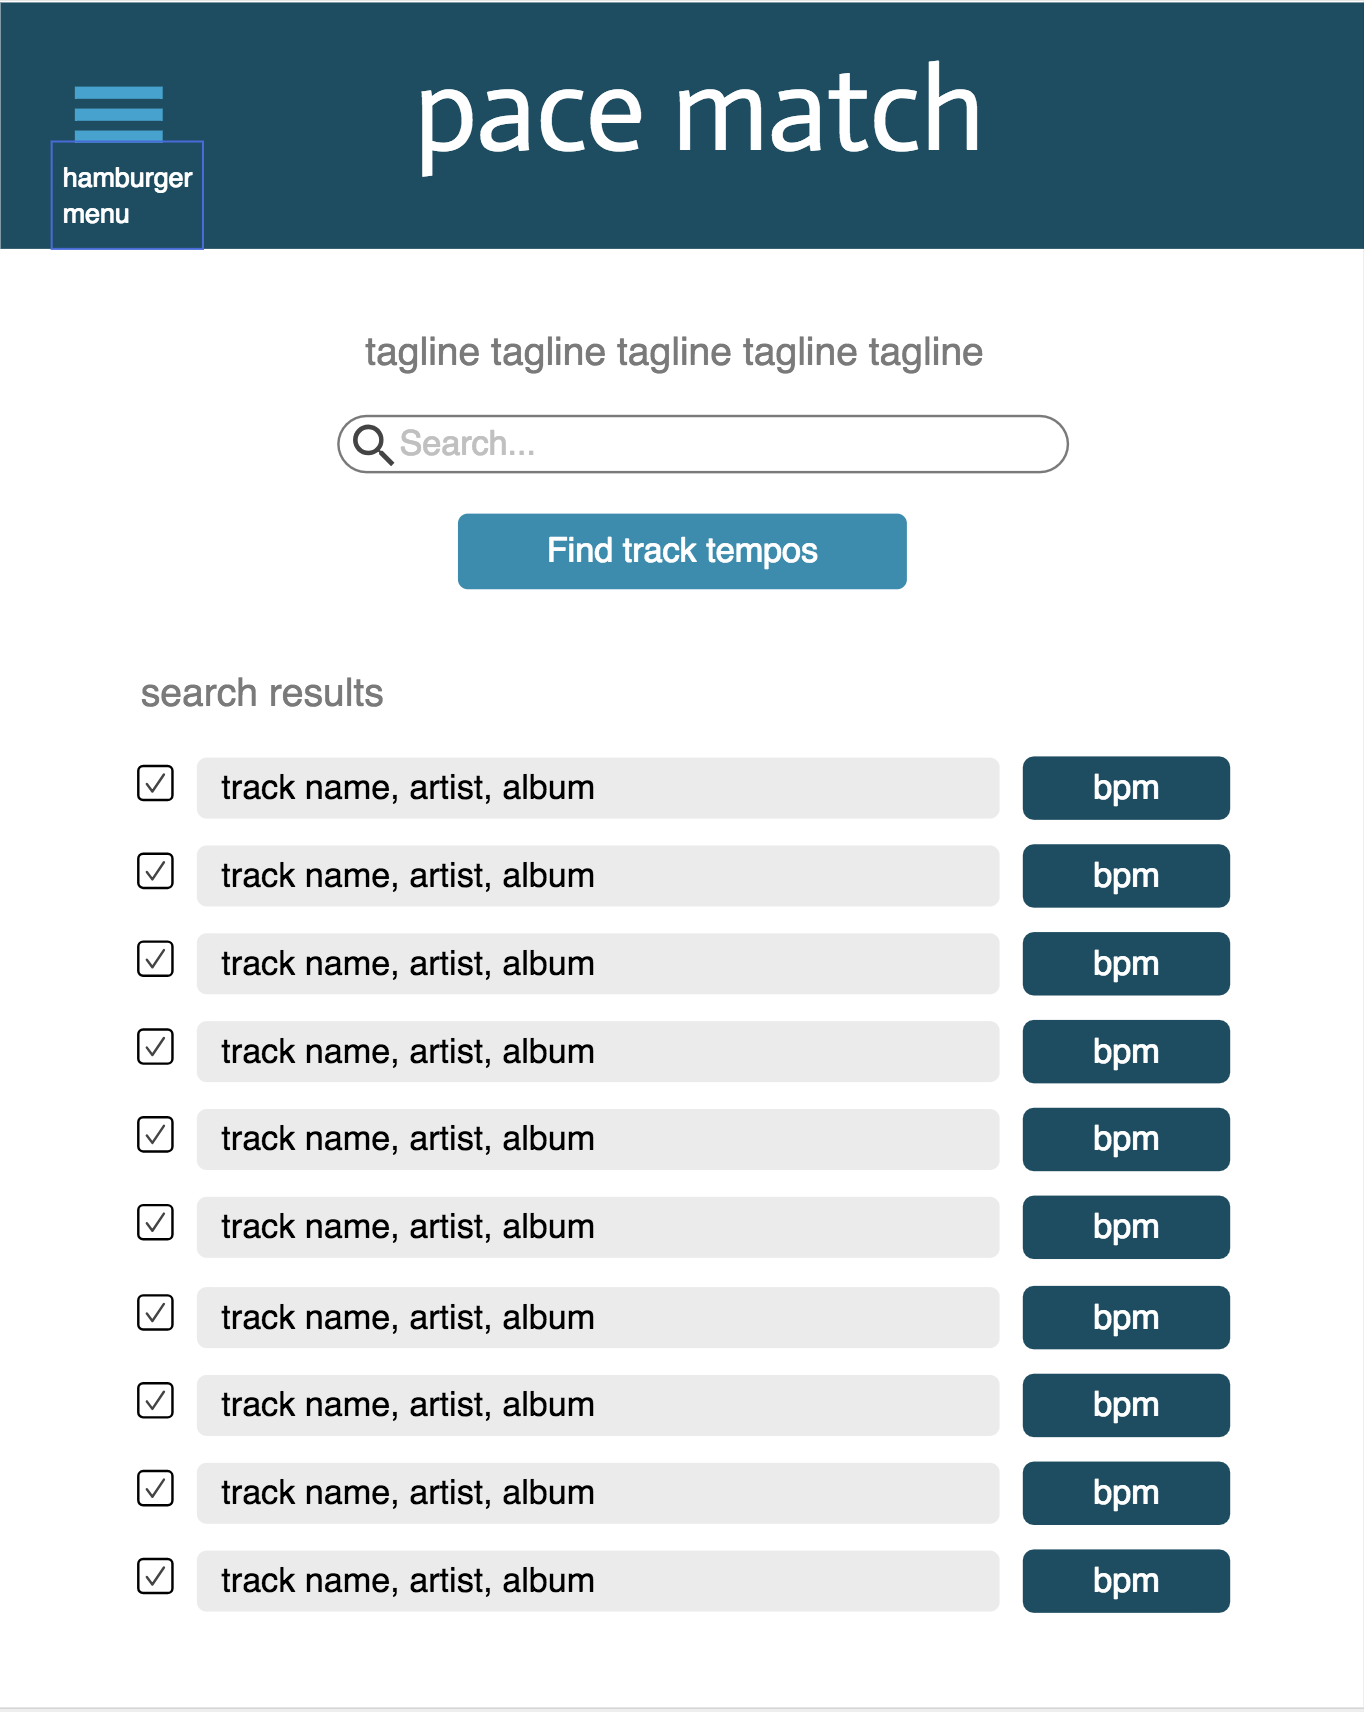 pace match
hamburger
menu
tagline tagline tagline tagline tagline
Search...
Find track tempos
search results
track name, artist, album bpm
track name, artist, album bpm
track name, artist, album bpm
track name, artist, album bpm
track name, artist, album bpm
track name, artist, album bpm
track name, artist, album bpm
track name, artist, album bpm
track name, artist, album bpm
track name, artist, album bpm